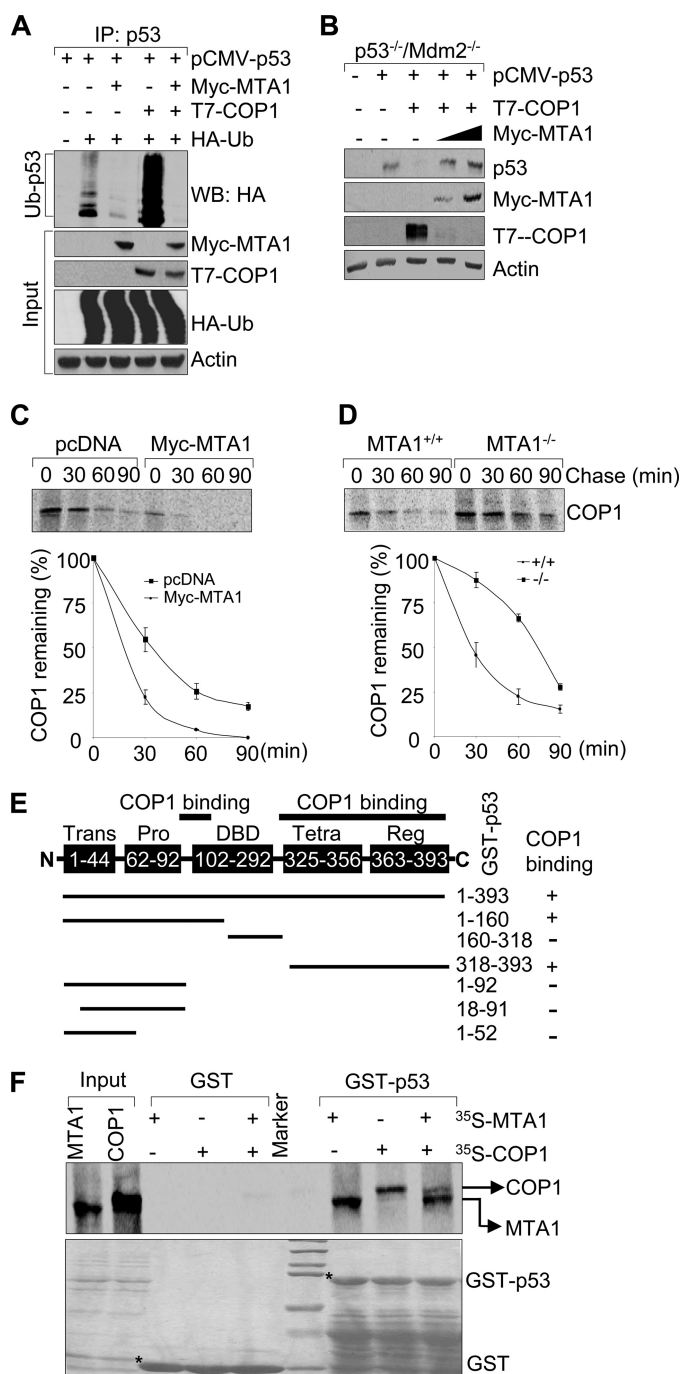 A
IP: p53
+ + + + + pCMV-p53
- - + - + Myc-MTA1
- - - + + T7-COP1
- + + + + HA-Ub
Ub-p53
WB: HA
Input
Myc-MTA1
T7-COP1
HA-Ub
Actin
B
p53-/-/Mdm2-/-
- + + + + pCMV-p53
- - + + + T7-COP1
- - - Myc-MTA1
p53
Myc-MTA1
T7--COP1
Actin
C
pcDNA Myc-MTA1
0 30 60 90 0 30 60 90
COP1 remaining (%)
100
75
50
25
0
pcDNA
Myc-MTA1
0 30 60 90 (min)
D
MTA1+/+ MTA1-/-
0 30 60 90 0 30 60 90 Chase (min)
COP1
COP1 remaining (%)
100
75
50
25
0
+/+
-/-
0 30 60 90 (min)
E
COP1 binding COP1 binding
Trans Pro DBD Tetra Reg
N 1-44 62-92 102-292 325-356 363-393 C
GST-p53
COP1 binding
1-393 +
1-160 +
160-318 -
318-393 +
1-92 -
18-91 -
1-52 -
F
Input GST GST-p53
MTA1 COP1 Marker
+ - + + - + 35S-MTA1
- + + - + + 35S-COP1
COP1
MTA1
*
*
GST-p53
GST